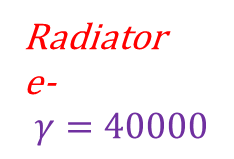 Radiator
e-
γ = 40000